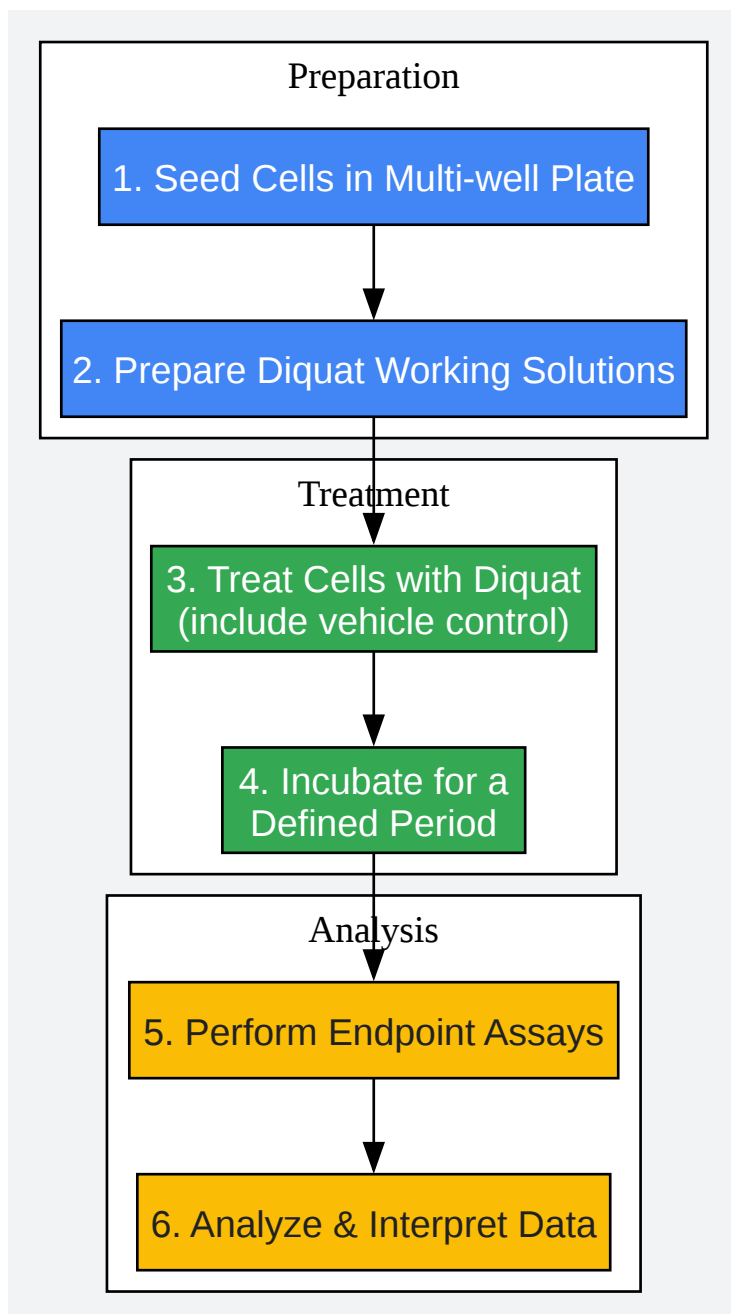 Preparation
1. Seed Cells in Multi-well Plate
2. Prepare Diquat Working Solutions
Treatment
3. Treat Cells with Diquat
(include vehicle control)
4. Incubate for a
Defined Period
Analysis
5. Perform Endpoint Assays
6. Analyze & Interpret Data